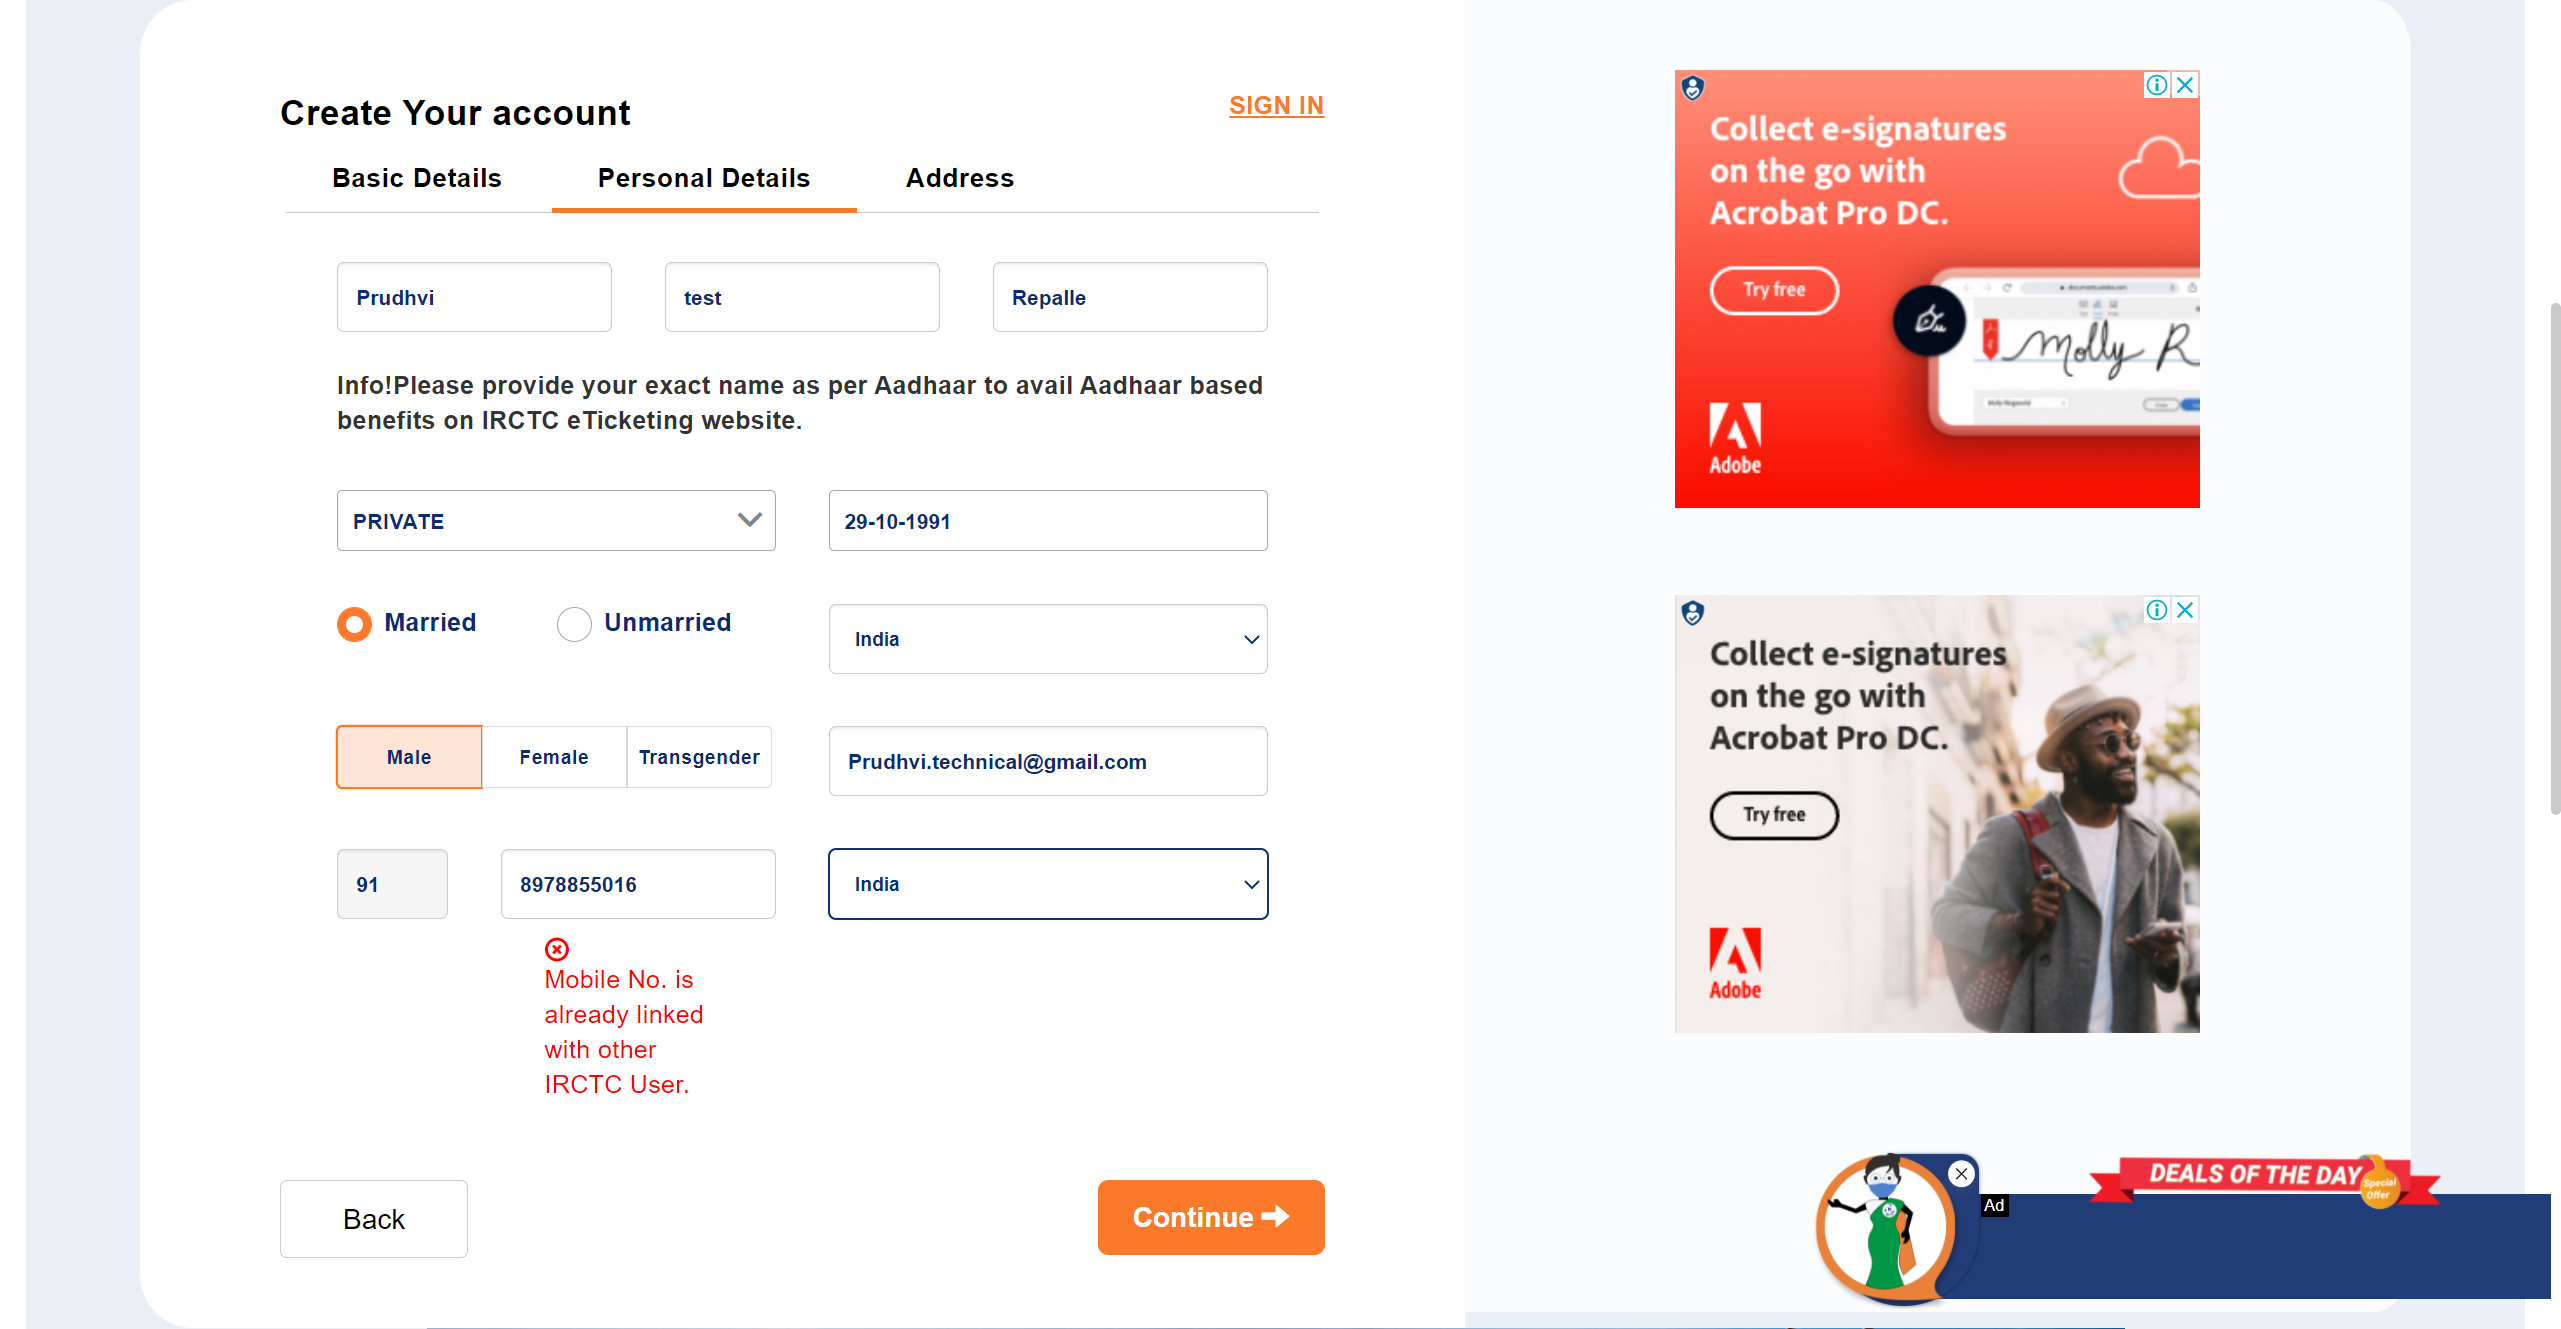 Create Your account
SIGN IN
Basic Details
Personal Details
Address
Prudhvi
test
Repalle
Info!Please provide your exact name as per Aadhaar to avail Aadhaar based
benefits on IRCTC eTicketing website.
PRIVATE
29-10-1991
Married
Unmarried
India
Male
Female
Transgender
Prudhvi.technical@gmail.com
91
8978855016
India
Mobile No. is
already linked
with other
IRCTC User.
Back
Continue
Collect e-signatures
on the go with
Acrobat Pro DC.
Try free
Molly R
Adobe
Collect e-signatures
on the go with
Acrobat Pro DC.
Try free
Adobe
DEALS OF THE DAY
Special
Offer
Ad